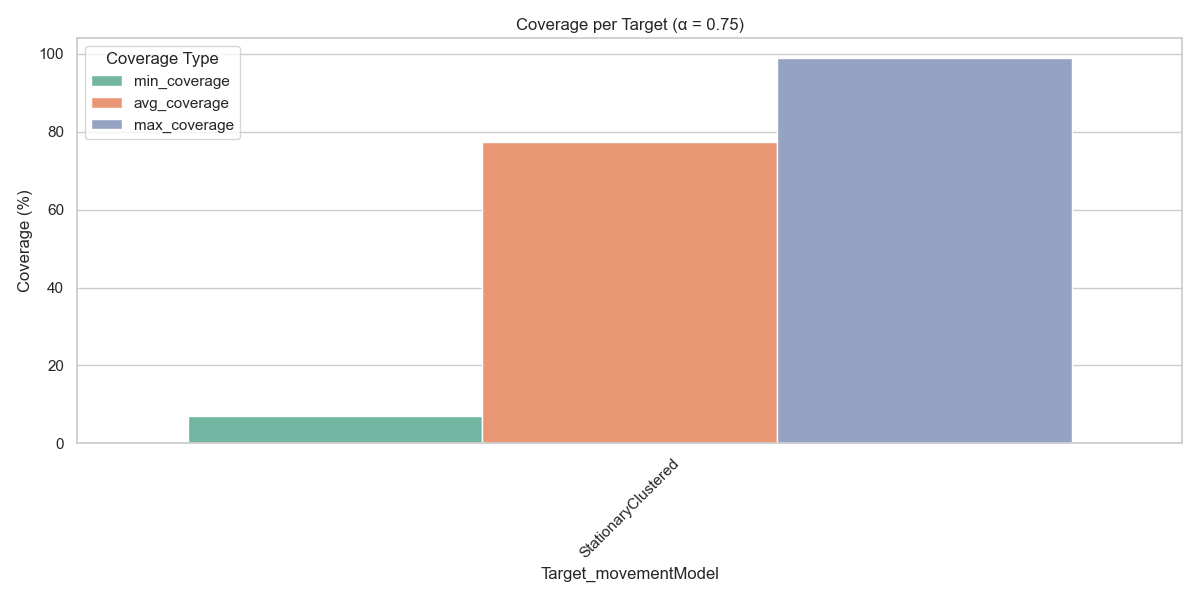 Coverage per Target (α = 0.75)
Coverage Type
min_coverage
avg_coverage
max_coverage
Coverage (%)
100
80
60
40
20
0
StationaryClustered
Target_movementModel